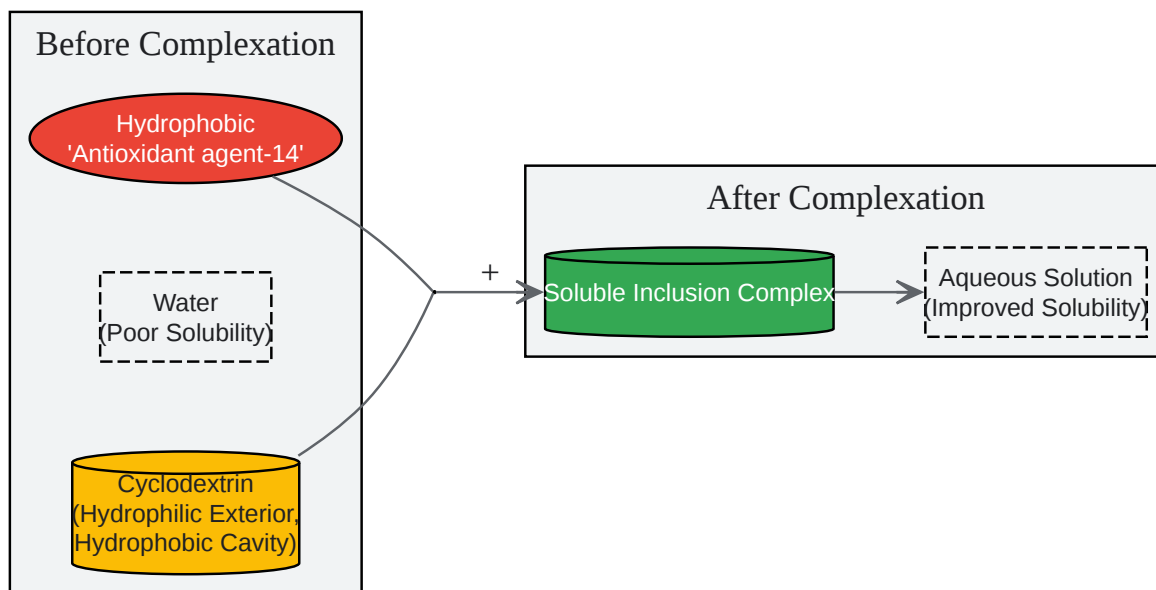 Before Complexation
Hydrophobic
'Antioxidant agent-14'
Water
(Poor Solubility)
Cyclodextrin
(Hydrophilic Exterior,
Hydrophobic Cavity)
+
After Complexation
Soluble Inclusion Complex
Aqueous Solution
(Improved Solubility)